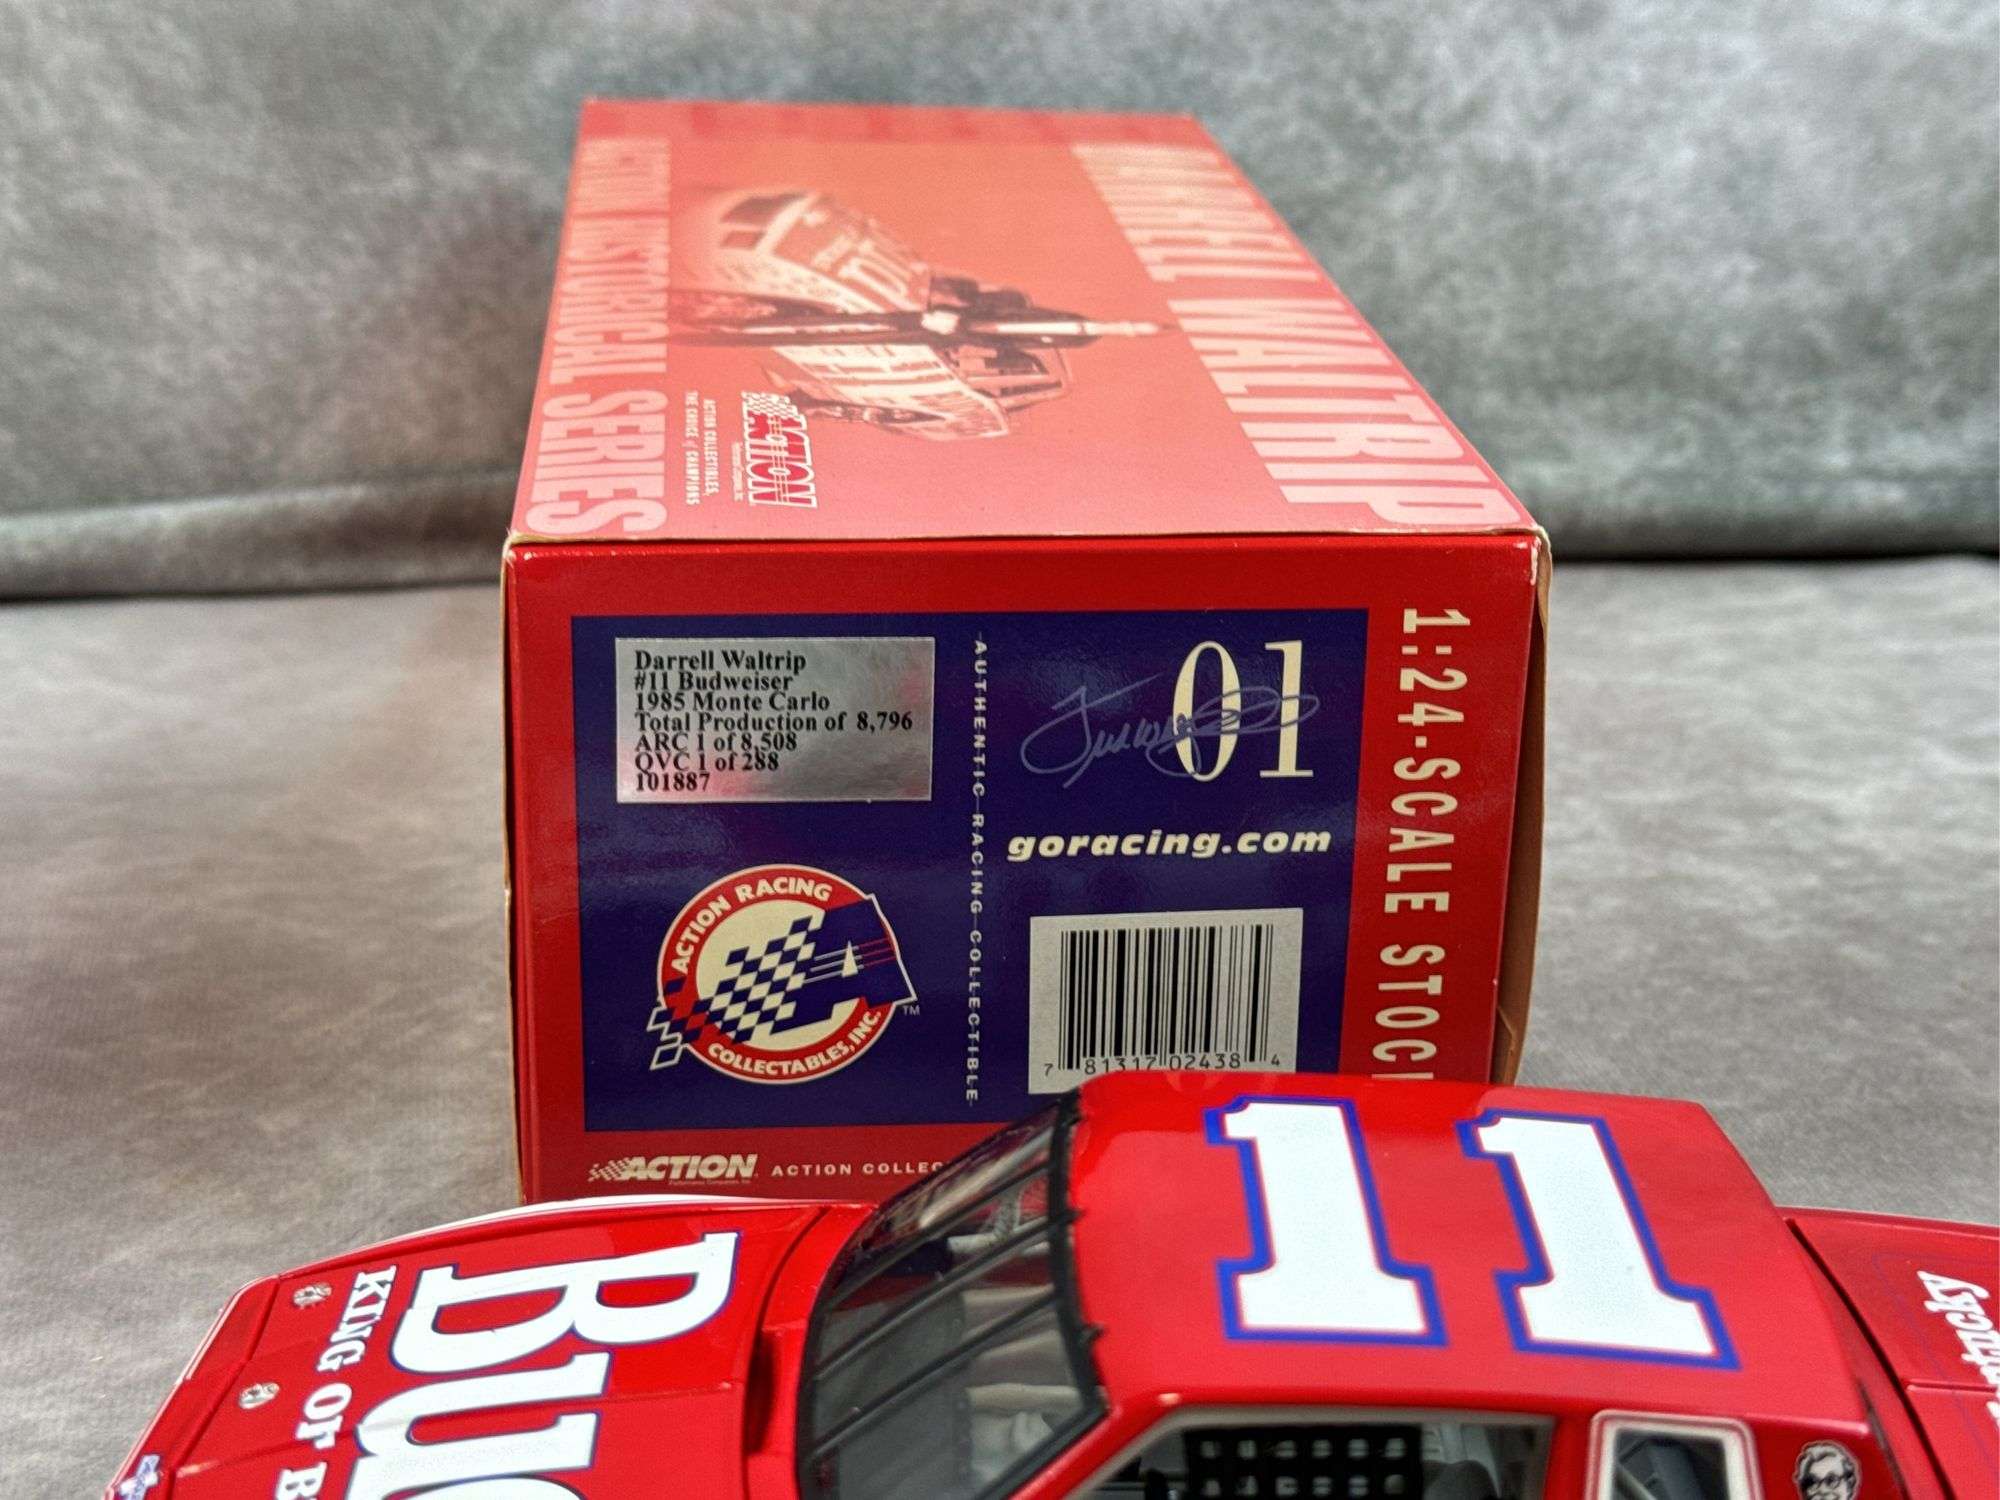 DARRELL WALTRIP
ACTION HISTORICAL SERIES
ACTION
ACTION COLLECTIBLES,
THE CHOICE of CHAMPIONS
Darrell Waltrip
#11 Budweiser
1985 Monte Carlo
Total Production of 8,796
ARC 1 of 8,508
QVC 1 of 288
101887
AUTHENTIC RACING COLLECTIBLE
01
goracing.com
1:24-SCALE STOC
ACTION RACING
COLLECTABLES, INC.
TM
7 81317 02438 4
ACTION
ACTION COLLEC
11
Bu
KING OF B